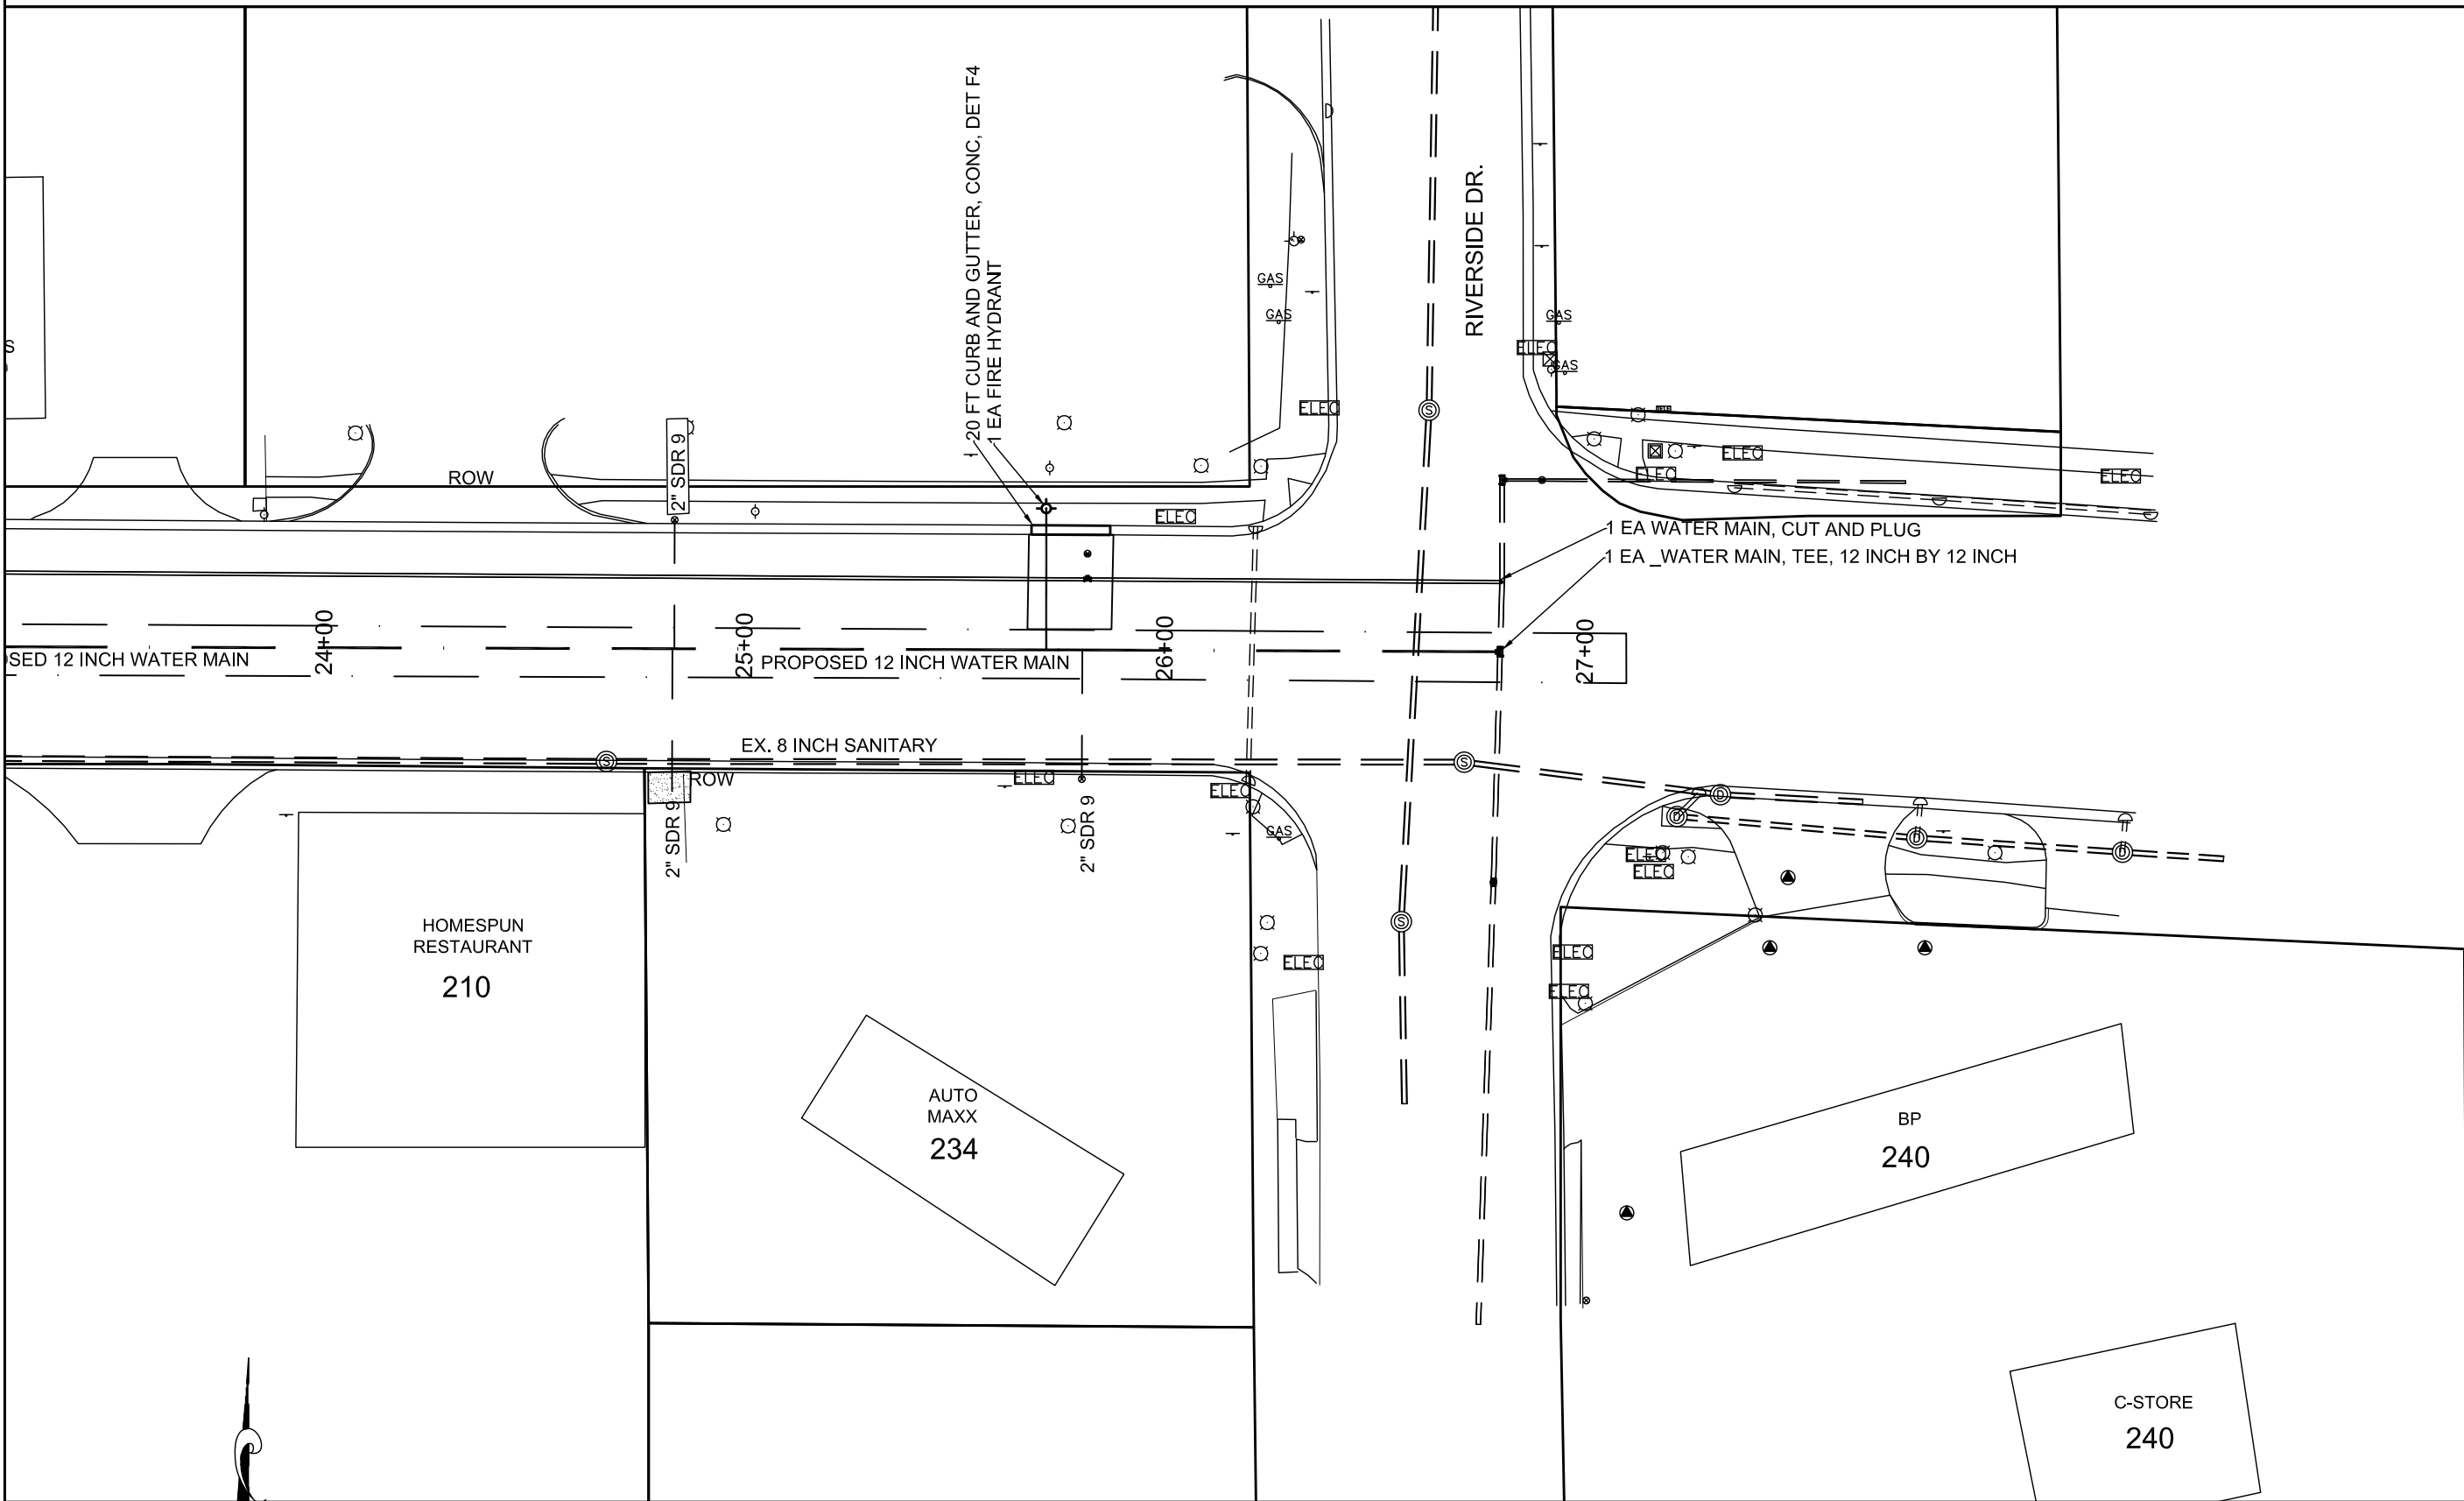 20 FT CURB AND GUTTER, CONC, DET F4
1 EA FIRE HYDRANT
RIVERSIDE DR.
GAS
GAS
GAS
ELEC
GAS
S
ELEC
S
2" SDR 9
ROW
ELEC
ELEC
ELEC
ELEC
1 EA WATER MAIN, CUT AND PLUG
1 EA _WATER MAIN, TEE, 12 INCH BY 12 INCH
24+00
25+00
26+00
27+00
SED 12 INCH WATER MAIN
PROPOSED 12 INCH WATER MAIN
EX. 8 INCH SANITARY
S
S
ROW
ELEC
ELEC
D
D
D
D
2" SDR 9
2" SDR 9
GAS
ELEC
ELEC
S
HOMESPUN
RESTAURANT
210
ELEC
ELEC
ELEC
AUTO
MAXX
234
BP
240
C-STORE
240